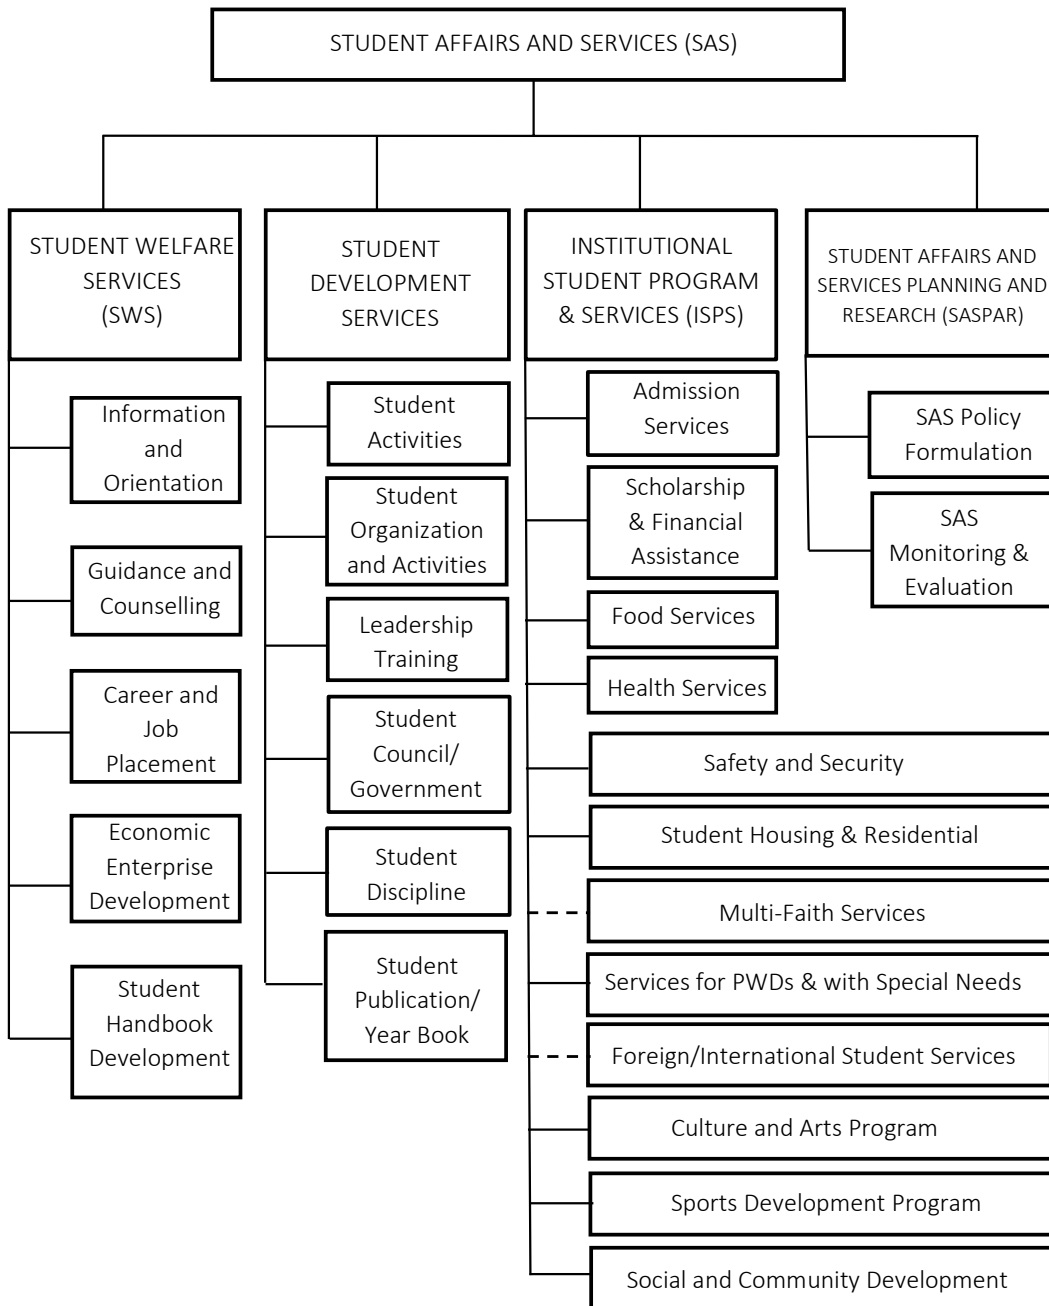 STUDENT AFFAIRS AND SERVICES (SAS)
STUDENT WELFARE
SERVICES
(SWS)
Information
and
Orientation
Guidance and
Counselling
Career and
Job
Placement
Economic
Enterprise
Development
Student
Handbook
Development
STUDENT
DEVELOPMENT
SERVICES
Student
Activities
Student
Organization
and Activities
Leadership
Training
Student
Council/
Government
Student
Discipline
Student
Publication/
Year Book
INSTITUTIONAL
STUDENT PROGRAM
& SERVICES (ISPS)
Admission
Services
Scholarship
& Financial
Assistance
Food Services
Health Services
Safety and Security
Student Housing & Residential
Multi-Faith Services
Services for PWDs & with Special Needs
Foreign/International Student Services
Culture and Arts Program
Sports Development Program
Social and Community Development
STUDENT AFFAIRS AND
SERVICES PLANNING AND
RESEARCH (SASPAR)
SAS Policy
Formulation
SAS
Monitoring &
Evaluation